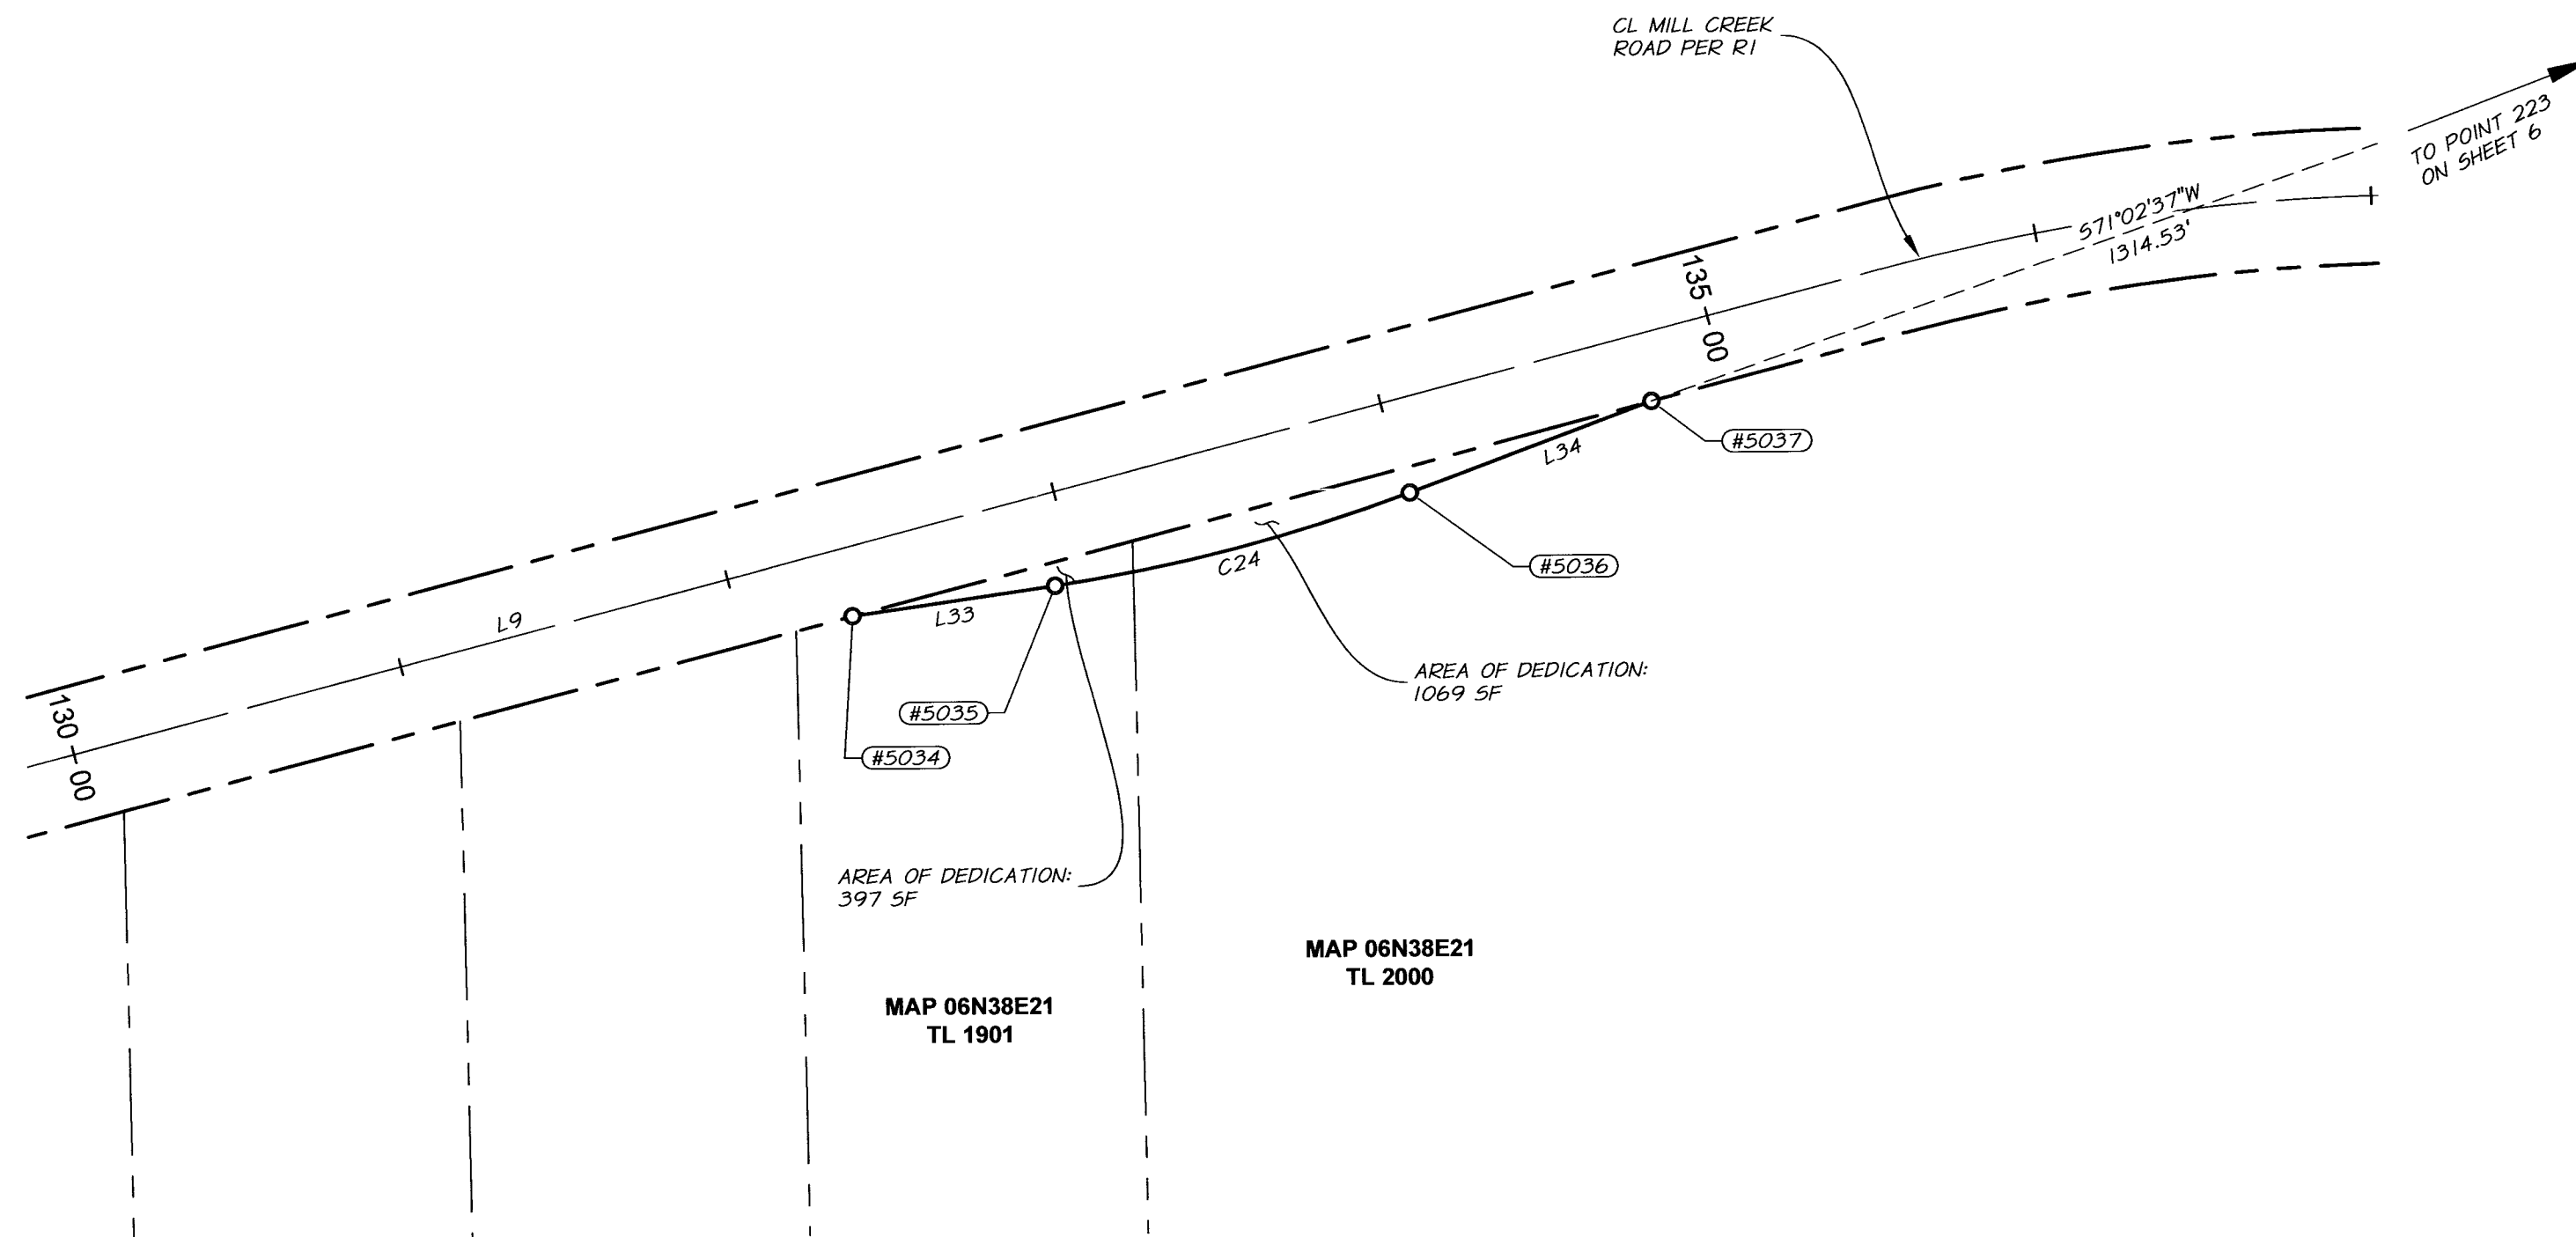 CL MILL CREEK
ROAD PER R1
TO POINT 223
ON SHEET 6
S71°02'37"W
1314.53'
135 00
#5037
L34
#5036
C24
L33
L9
AREA OF DEDICATION:
1069 SF
130 00
#5035
#5034
AREA OF DEDICATION:
397 SF
MAP 06N38E21
TL 2000
MAP 06N38E21
TL 1901